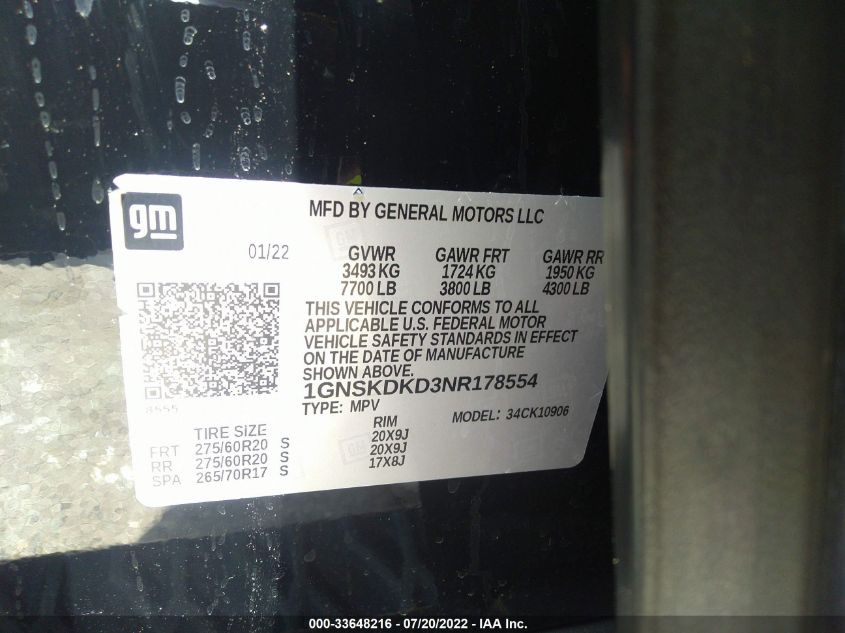 gm
MFD BY GENERAL MOTORS LLC
01/22
GVWR GAWR FRT GAWR RR
3493 KG 1724 KG 1950 KG
7700 LB 3800 LB 4300 LB
THIS VEHICLE CONFORMS TO ALL
APPLICABLE U.S. FEDERAL MOTOR
VEHICLE SAFETY STANDARDS IN EFFECT
ON THE DATE OF MANUFACTURE
SHOWN ABOVE.
1GNSKDKD3NR178554
8555
TYPE: MPV MODEL: 34CK10906
TIRE SIZE RIM
FRT 275/60R20 S 20X9J
RR 275/60R20 S 20X9J
SPA 265/70R17 S 17X8J
000-33648216 - 07/20/2022 - IAA Inc.